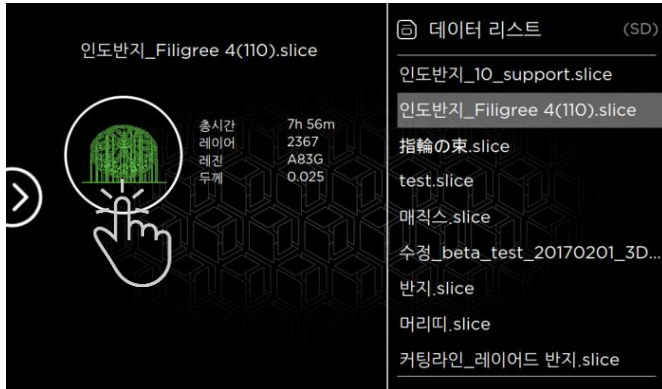 인도반지_Filigree 4(110).slice
총시간 7h 56m
레이어 2367
레진 A83G
두께 0.025
데이터 리스트 (SD)
인도반지_10_support.slice
인도반지_Filigree 4(110).slice
指輪の束.slice
test.slice
매직스.slice
수정_beta_test_20170201_3D...
반지.slice
머리띠.slice
커팅라인_레이어드 반지.slice